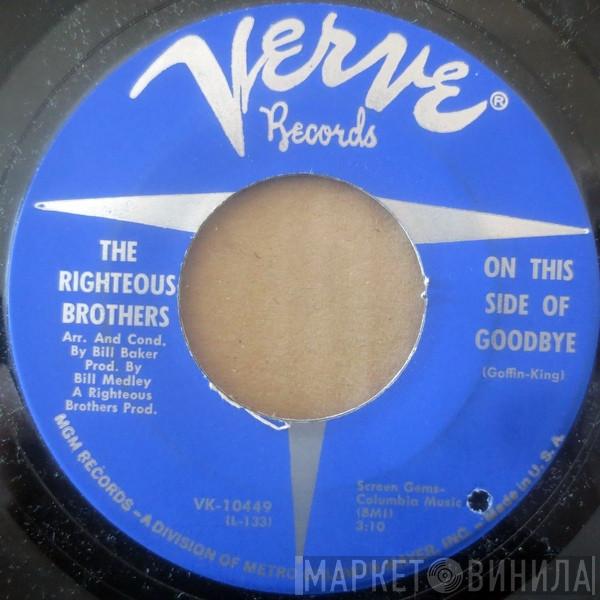 Verve®
Records
THE
RIGHTEOUS
BROTHERS
Arr. And Cond.
By Bill Baker
Prod. By
Bill Medley
A Righteous
Brothers Prod.
ON THIS
SIDE OF
GOODBYE
(Goffin-King)
VK-10449
(L-133)
Screen Gems-
Columbia Music
(BMI)
3:10
MGM RECORDS - A DIVISION OF METRO MAYER, INC. - Made in U.S.A.
МАРКЕТ ВИНИЛА